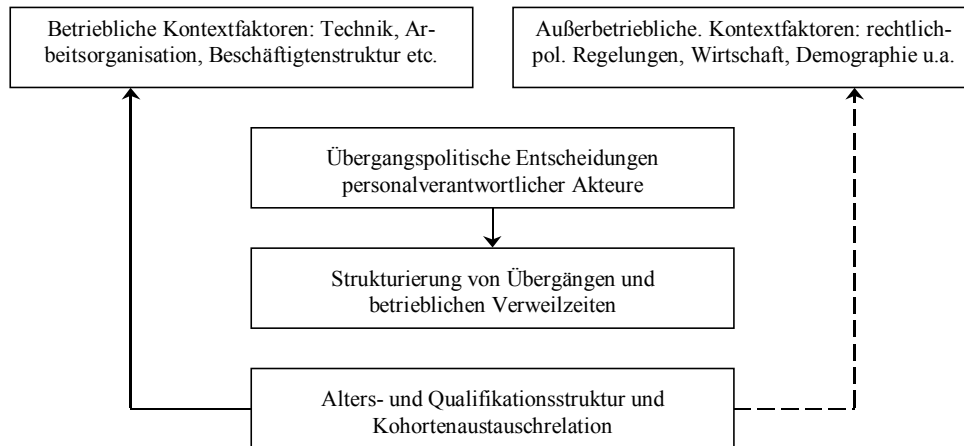 Betriebliche Kontextfaktoren: Technik, Ar-
beitsorganisation, Beschäftigtenstruktur etc.
Außerbetriebliche. Kontextfaktoren: rechtlich-
pol. Regelungen, Wirtschaft, Demographie u.a.
Übergangspolitische Entscheidungen
personalverantwortlicher Akteure
Strukturierung von Übergängen und
betrieblichen Verweilzeiten
Alters- und Qualifikationsstruktur und
Kohortenaustauschrelation